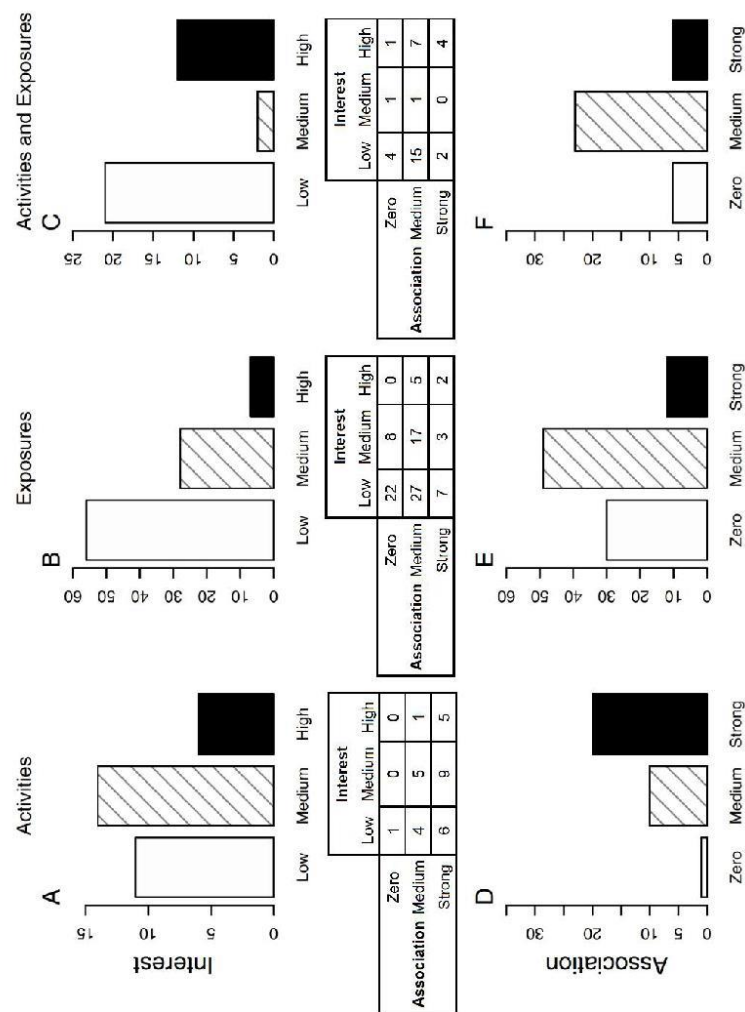 Activities
Exposures
Activities and Exposures
A
B
C
Interest
15
10
5
0
Low Medium High
60
50
40
30
20
10
0
Low Medium High
25
20
15
10
5
0
Low Medium High
Interest
Low Medium High
Association
Zero 1 0 0
Medium 4 5 1
Strong 6 9 5
Interest
Low Medium High
Association
Zero 22 8 0
Medium 27 17 5
Strong 7 3 2
Interest
Low Medium High
Association
Zero 4 1 1
Medium 15 1 7
Strong 2 0 4
D
E
F
Association
30
20
10
0
Zero Medium Strong
60
50
40
30
20
10
0
Zero Medium Strong
30
20
10
5
0
Zero Medium Strong